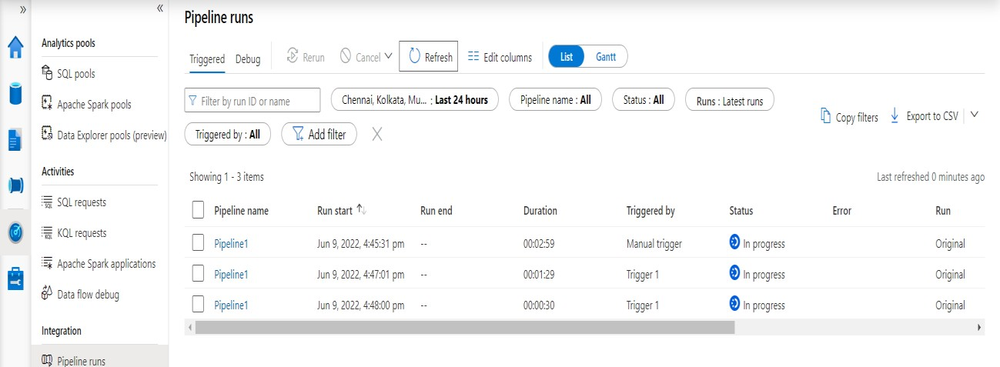 » «
Pipeline runs
Analytics pools
SQL pools
Apache Spark pools
Data Explorer pools (preview)
Activities
SQL requests
KQL requests
Apache Spark applications
Data flow debug
Integration
Pipeline runs
Triggered Debug Rerun Cancel Refresh Edit columns List Gantt
Filter by run ID or name Chennai, Kolkata, Mu... : Last 24 hours Pipeline name : All Status : All Runs : Latest runs
Copy filters Export to CSV
Triggered by : All Add filter
Showing 1 - 3 items Last refreshed 0 minutes ago
Pipeline name Run start Run end Duration Triggered by Status Error Run
Pipeline1 Jun 9, 2022, 4:45:31 pm -- 00:02:59 Manual trigger In progress Original
Pipeline1 Jun 9, 2022, 4:47:01 pm -- 00:01:29 Trigger 1 In progress Original
Pipeline1 Jun 9, 2022, 4:48:00 pm -- 00:00:30 Trigger 1 In progress Original